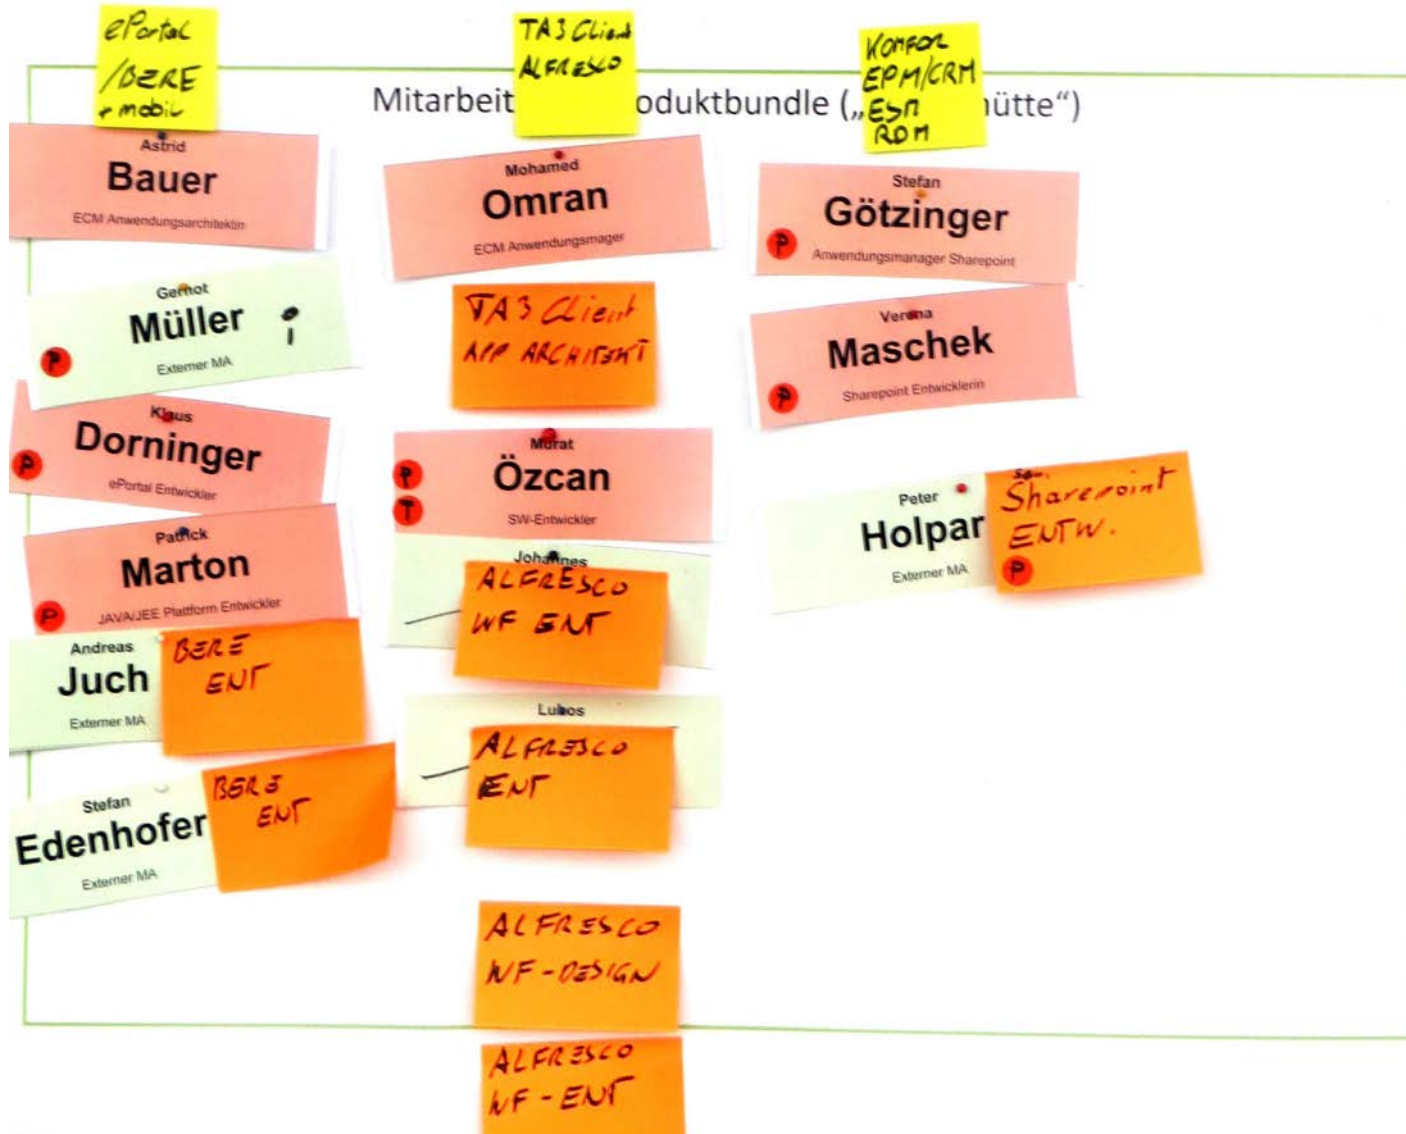 ePortal
/BERE
+ mobil
TA3 Client
ALFRESCO
KOMFOR
EPM/CRM
ESM
RDM
Mitarbeit oduktbundle („ hütte“)
Astrid
Bauer
ECM Anwendungsarchitektin
Gernot
Müller
Externer MA
P
Klaus
Dorninger
ePortal Entwickler
P
Patrick
Marton
JAVA/JEE Plattform Entwickler
P
Andreas
Juch
Externer MA
BERE
ENT
Stefan
Edenhofer
Externer MA
BERE
ENT
Mohamed
Omran
ECM Anwendungsmager
TA3 Client
APP ARCHITEKT
Murat
Özcan
SW-Entwickler
P
T
Johannes
ALFRESCO
WF ENT
Lubos
ALFRESCO
ENT
ALFRESCO
WF-DESIGN
ALFRESCO
WF-ENT
Stefan
Götzinger
Anwendungsmanager Sharepoint
P
Verena
Maschek
Sharepoint Entwicklerin
P
Peter
Holpar
Externer MA
Sen.
Sharepoint
ENTW.
P